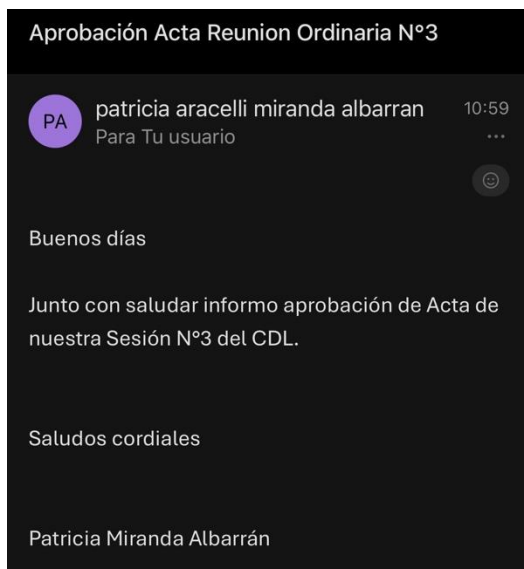 Aprobación Acta Reunion Ordinaria N°3
patricia aracelli miranda albarran 10:59
PA
Para Tu usuario
Buenos días
Junto con saludar informo aprobación de Acta de
nuestra Sesión N°3 del CDL.
Saludos cordiales
Patricia Miranda Albarrán